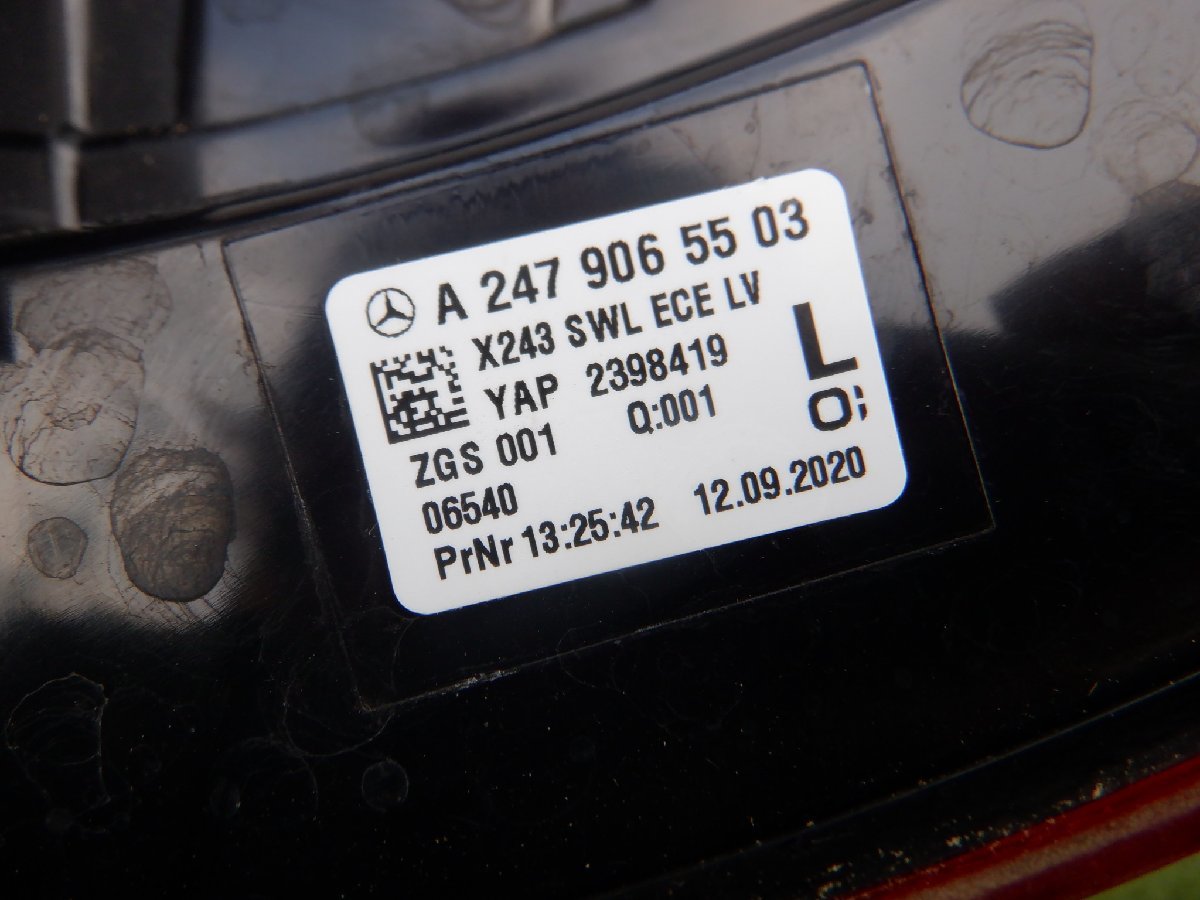 A 247 906 55 03
X243 SWL ECE LV
YAP 2398419
L
ZGS 001 Q:001
06540
PrNr 13:25:42 12.09.2020